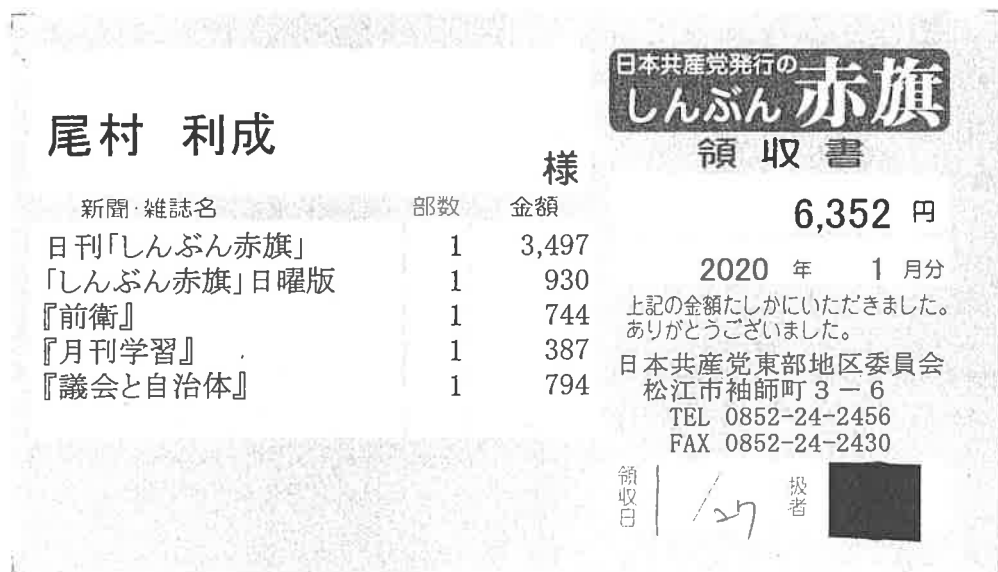 尾村 利成
様
新聞・雑誌名 部数 金額
日刊「しんぶん赤旗」 1 3,497
「しんぶん赤旗」日曜版 1 930
『前衛』 1 744
『月刊学習』 1 387
『議会と自治体』 1 794
日本共産党発行の
しんぶん赤旗
領収書
6,352 円
2020 年 1 月分
上記の金額たしかにいただきました。
ありがとうございました。
日本共産党東部地区委員会
松江市袖師町3-6
TEL 0852-24-2456
FAX 0852-24-2430
領収日 1/27 扱者